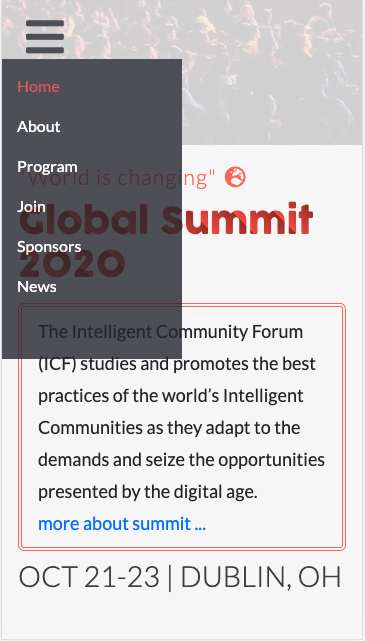 Home
About
Program
"World is changing"
Join
Global Summit
Sponsors
2020
News
The Intelligent Community Forum
(ICF) studies and promotes the best
practices of the world's Intelligent
Communities as they adapt to the
demands and seize the opportunities
presented by the digital age.
more about summit ...
OCT 21-23 | DUBLIN, OH